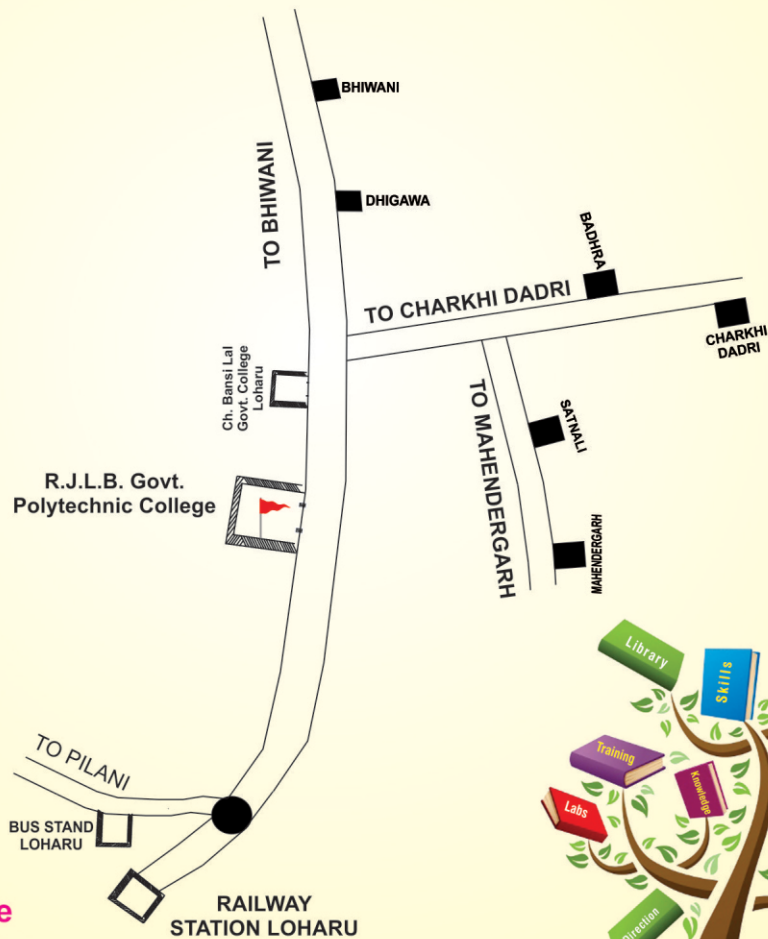 BHIWANI
TO BHIWANI
DHIGAWA
BADHRA
TO CHARKHI DADRI
CHARKHI
DADRI
Ch. Bansi Lal
Govt. College
Loharu
TO MAHENDERGARH
SATNALI
R.J.L.B. Govt.
Polytechnic College
MAHENDERGARH
Library
Skills
Training
Knowledge
Labs
TO PILANI
BUS STAND
LOHARU
RAILWAY
STATION LOHARU
Direction
e